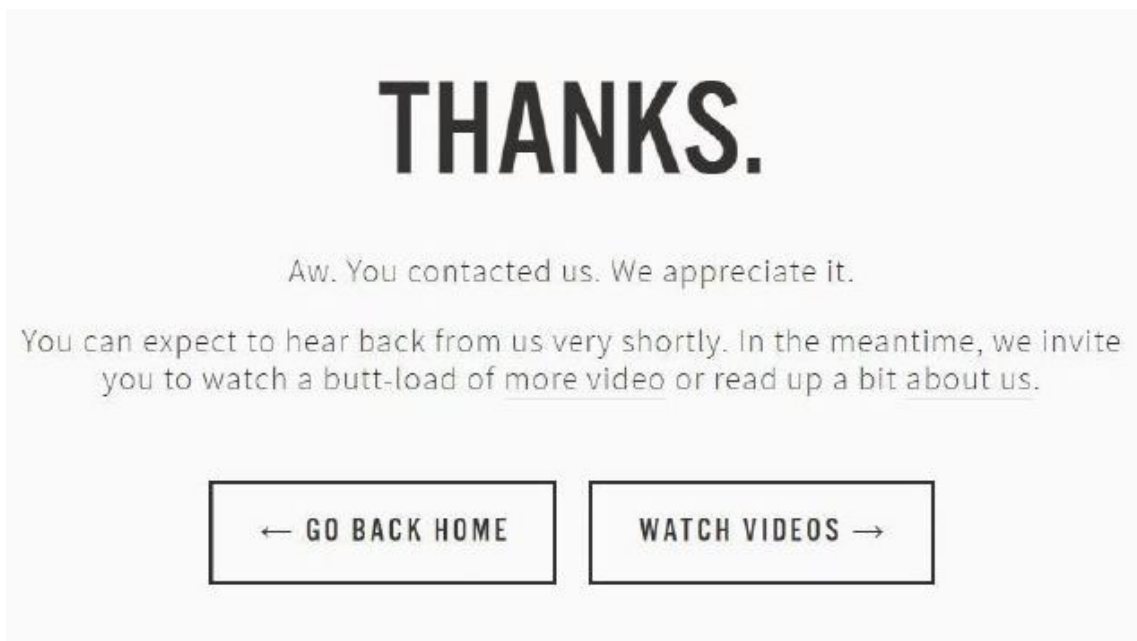 THANKS.
Aw. You contacted us. We appreciate it.
You can expect to hear back from us very shortly. In the meantime, we invite
you to watch a butt-load of more video or read up a bit about us.
← GO BACK HOME
WATCH VIDEOS →